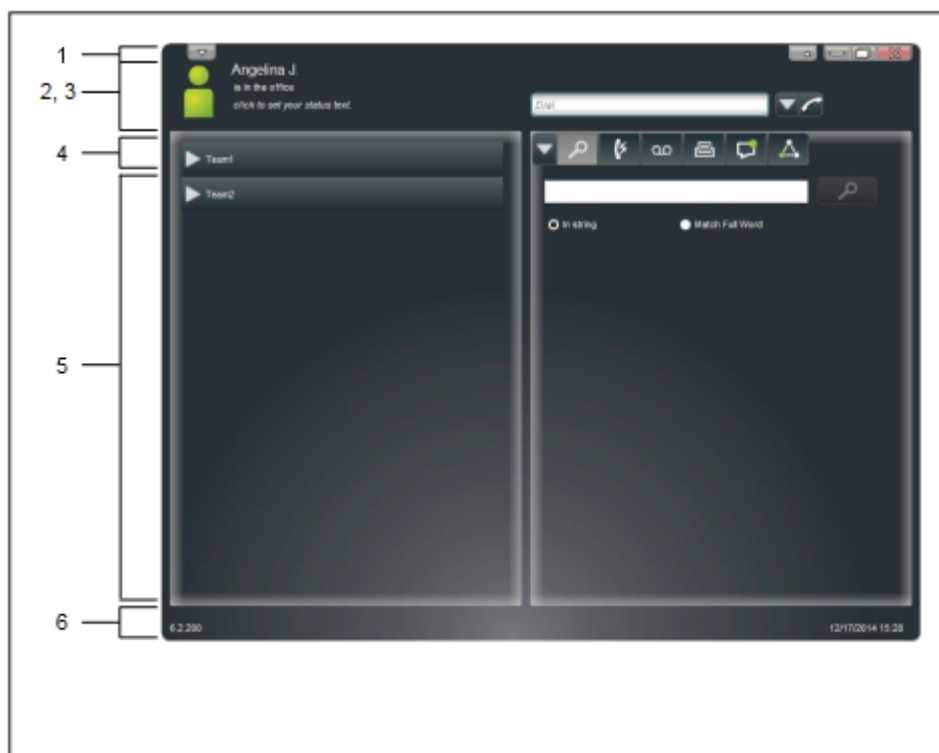 1
2, 3
4
5
6
Angelina J.
is in the office
click to set your status text.
Dial
Team1
Team2
In string
Match Full Word
6.2.200
12/17/2014 15:28